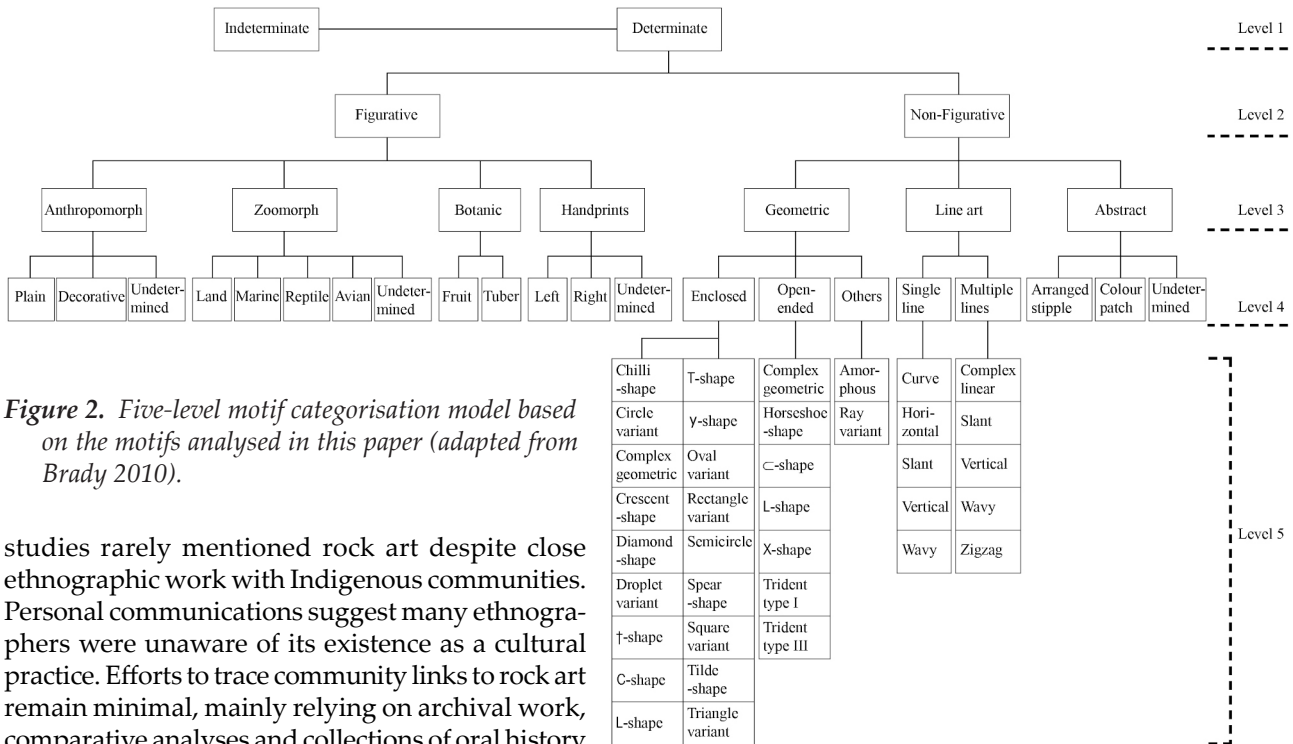 Indeterminate
Determinate
Level 1
Figurative
Non-Figurative
Level 2
Anthropomorph
Zoomorph
Botanic
Handprints
Geometric
Line art
Abstract
Level 3
Plain
Decorative
Undeter-
mined
Land
Marine
Reptile
Avian
Undeter-
mined
Fruit
Tuber
Left
Right
Undeter-
mined
Enclosed
Open-
ended
Others
Single
line
Multiple
lines
Arranged
stipple
Colour
patch
Undeter-
mined
Level 4
Chilli
-shape
Circle
variant
Complex
geometric
Crescent
-shape
Diamond
-shape
Droplet
variant
†-shape
C-shape
L-shape
T-shape
y-shape
Oval
variant
Rectangle
variant
Semicircle
Spear
-shape
Square
variant
Tilde
-shape
Triangle
variant
Complex
geometric
Horseshoe
-shape
⊂-shape
L-shape
X-shape
Trident
type I
Trident
type III
Amor-
phous
Ray
variant
Curve
Hori-
zontal
Slant
Vertical
Wavy
Complex
linear
Slant
Vertical
Wavy
Zigzag
Level 5
Figure 2. Five-level motif categorisation model based
on the motifs analysed in this paper (adapted from
Brady 2010).
studies rarely mentioned rock art despite close
ethnographic work with Indigenous communities.
Personal communications suggest many ethnogra-
phers were unaware of its existence as a cultural
practice. Efforts to trace community links to rock art
remain minimal, mainly relying on archival work,
comparative analyses and collections of oral history